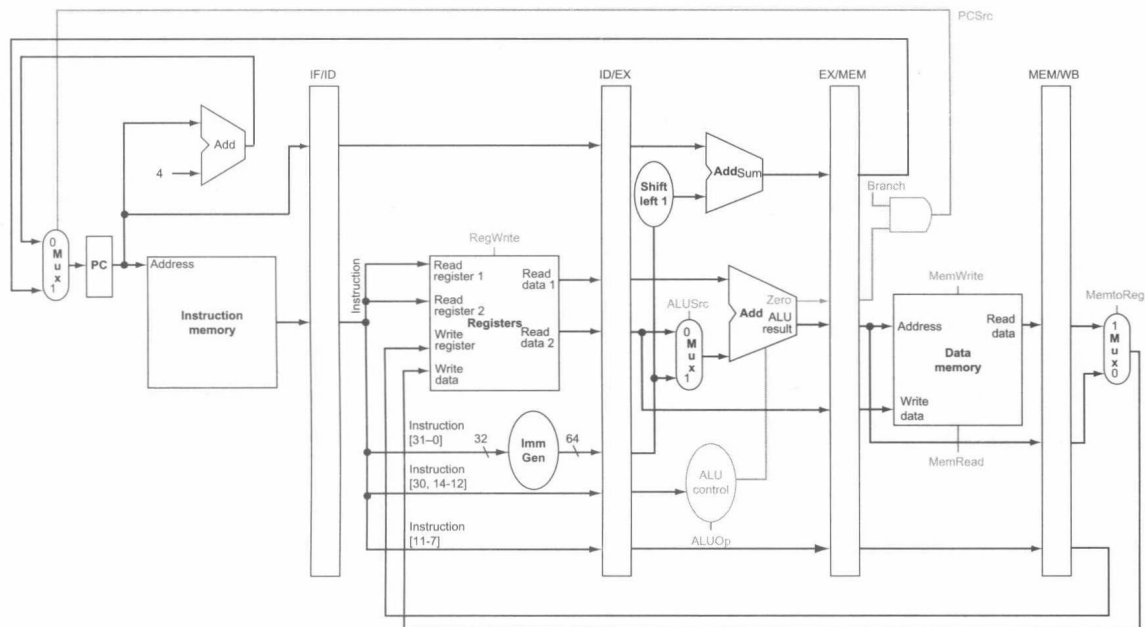 PCSrc
IF/ID
ID/EX
EX/MEM
MEM/WB
Add
4
0
M
u
x
1
PC
Address
Instruction
memory
Instruction
RegWrite
Read
register 1
Read
register 2
Write
register
Write
data
Registers
Read
data 1
Read
data 2
Instruction
[31–0]
32
Imm
Gen
64
Instruction
[30, 14-12]
Instruction
[11-7]
Shift
left 1
AddSum
ALUSrc
0
M
u
x
1
Add
Zero
ALU
result
ALU
control
ALUOp
Branch
MemWrite
Address
Read
data
Data
memory
Write
data
MemRead
MemtoReg
1
M
u
x
0